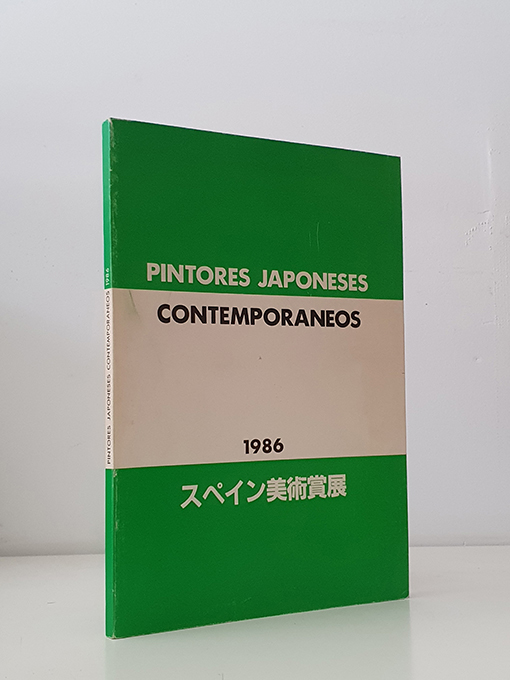 PINTORES JAPONESES
CONTEMPORANEOS
1986
スペイン美術賞展
PINTORES JAPONESES CONTEMPORANEOS 1986